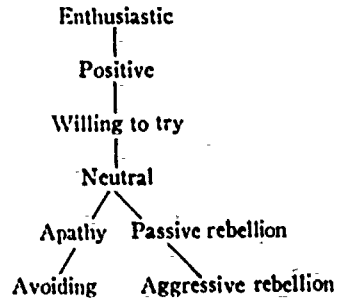 Enthusiastic
Positive
Willing to try
Neutral
Apathy Passive rebellion
Avoiding Aggressive rebellion